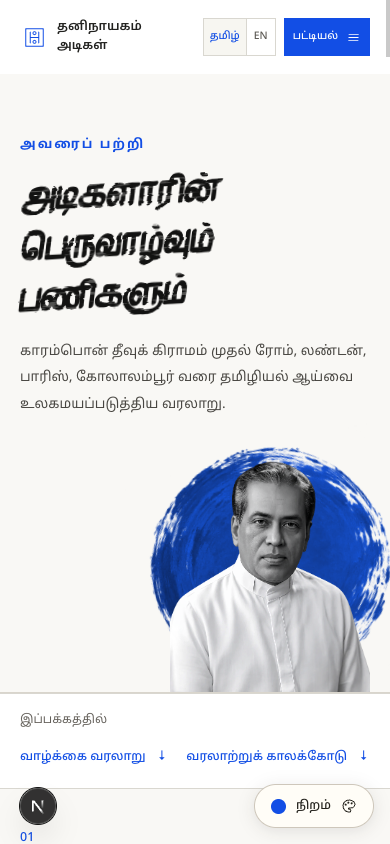 தனிநாயகம்
அடிகள்
தமிழ்
EN
பட்டியல்
அவரைப் பற்றி
அடிகளாரின்
பெருவாழ்வும்
பணிகளும்
காரம்பொன் தீவுக் கிராமம் முதல் ரோம், லண்டன்,
பாரிஸ், கோலாலம்பூர் வரை தமிழியல் ஆய்வை
உலகமயப்படுத்திய வரலாறு.
இப்பக்கத்தில்
வாழ்க்கை வரலாறு ↓
வரலாற்றுக் காலக்கோடு ↓
N
நிறம்
01